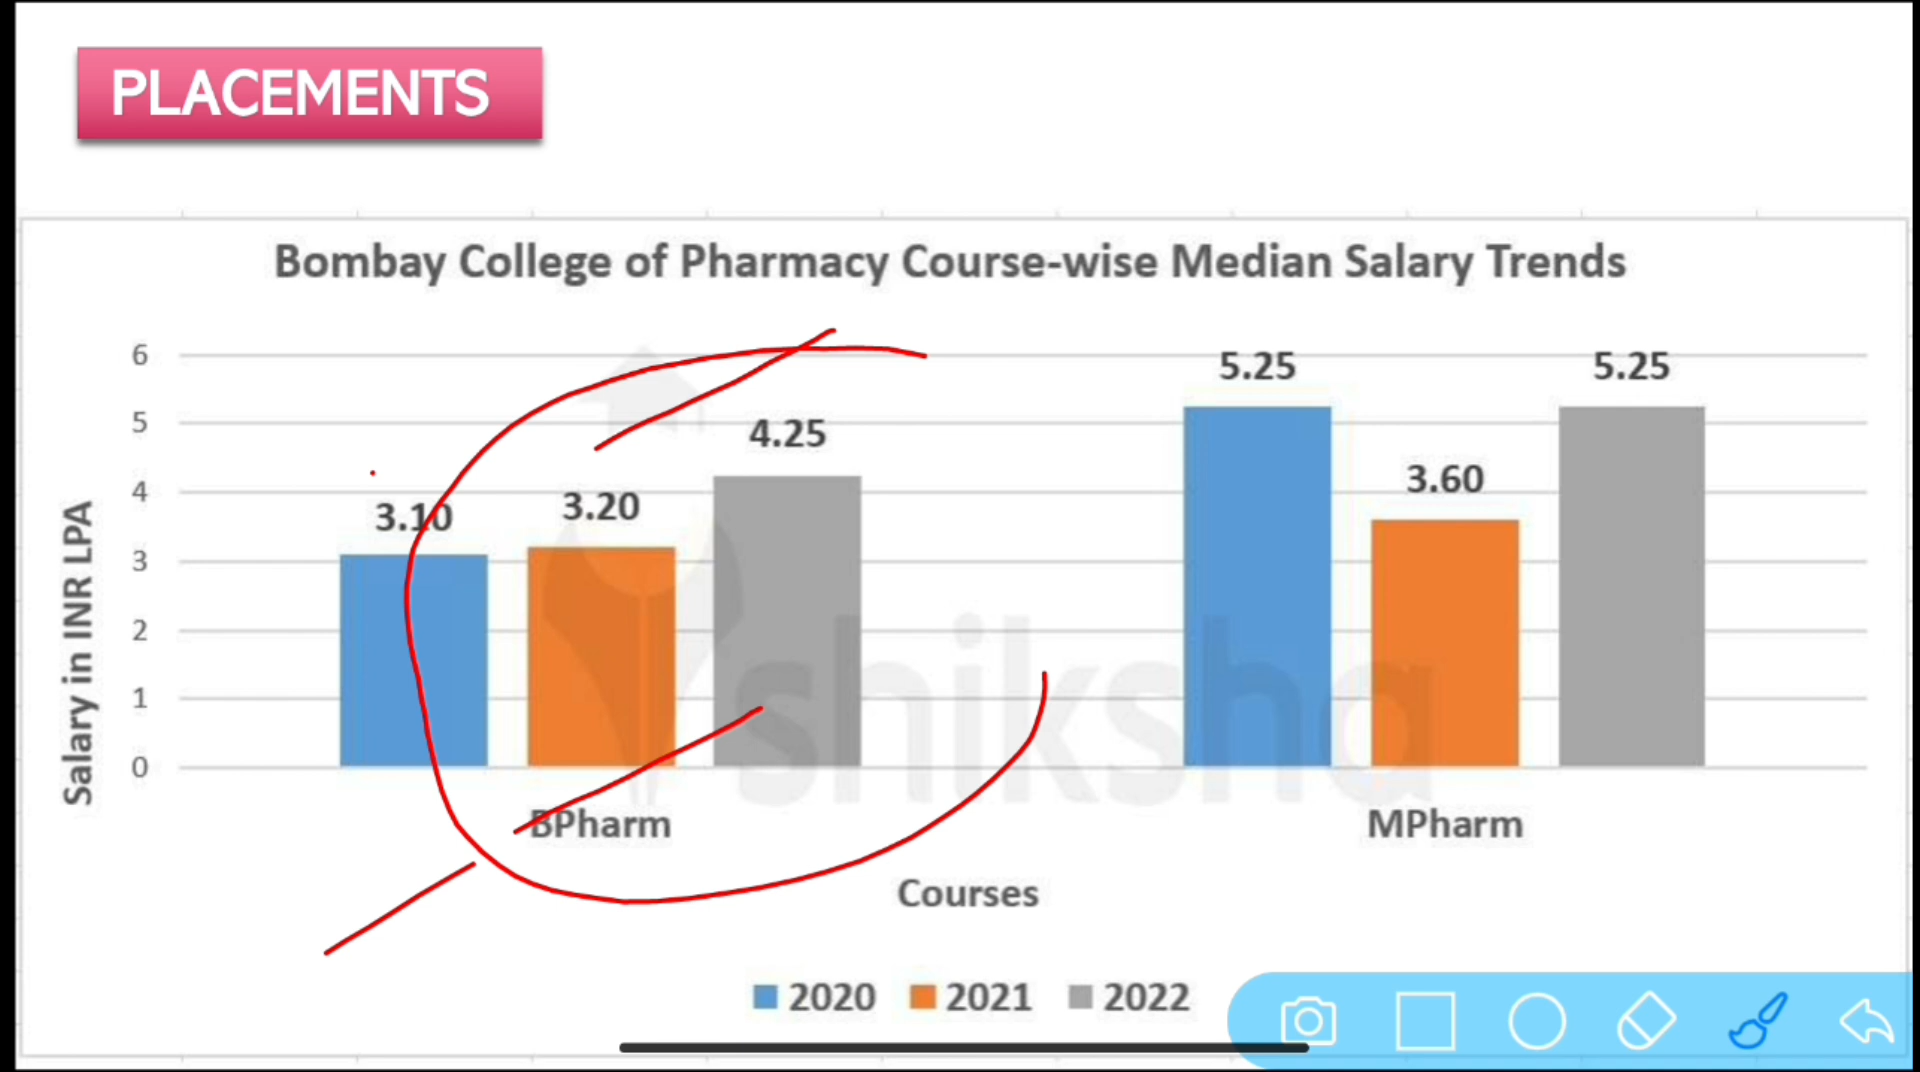 PLACEMENTS
Bombay College of Pharmacy Course-wise Median Salary Trends
Salary in INR LPA
6
5
4
3
2
1
0
3.10
3.20
4.25
5.25
3.60
5.25
shiksha
BPharm
MPharm
Courses
2020 2021 2022